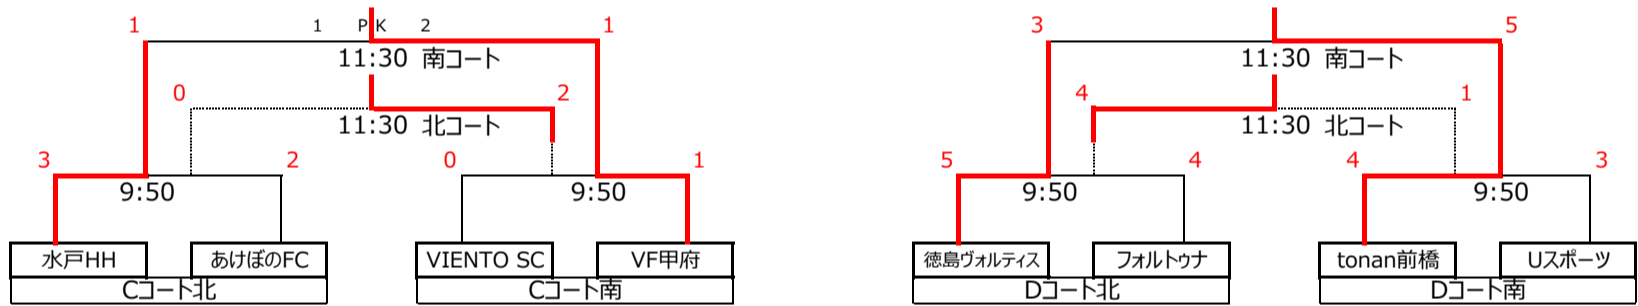 1 1 PK 2 1 3 5
11:30 南コート 11:30 南コート
0 2 4 1
11:30 北コート 11:30 北コート
3 2 0 1 5 4 4 3
9:50 9:50 9:50 9:50
水戸HH あけぼのFC VIENTO SC VF甲府 徳島ヴォルティス フォルトゥナ tonan前橋 Uスポーツ
Cコート北 Cコート南 Dコート北 Dコート南